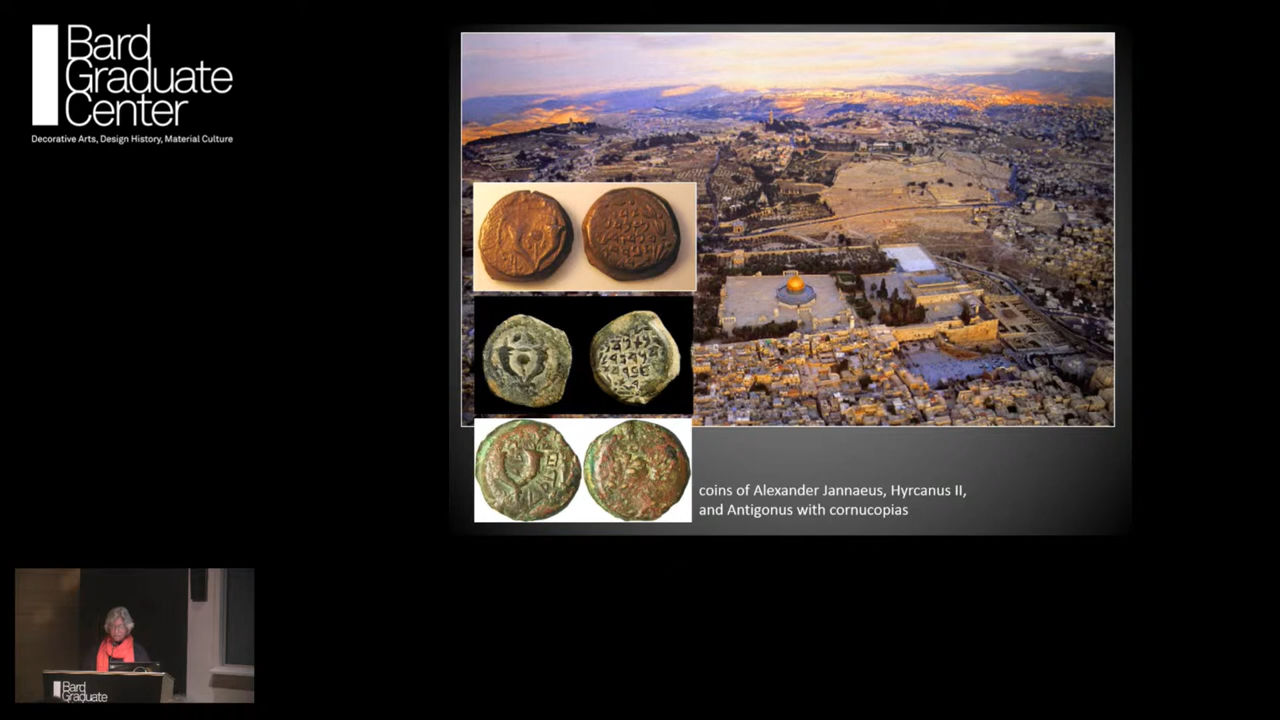 Bard
Graduate
Center
Decorative Arts, Design History, Material Culture
coins of Alexander Jannaeus, Hyrcanus II,
and Antigonus with cornucopias
Bard
Graduate